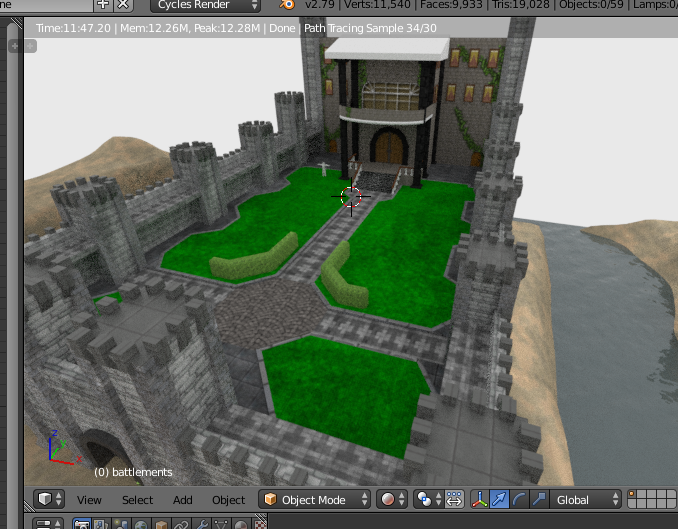 ne Cycles Render v2.79 | Verts:11,540 | Faces:9,933 | Tris:19,028 | Objects:0/59 | Lamps:0/
Time:11:47.20 | Mem:12.26M, Peak:12.28M | Done | Path Tracing Sample 34/30
z
y
x
(0) battlements
View Select Add Object Object Mode Global